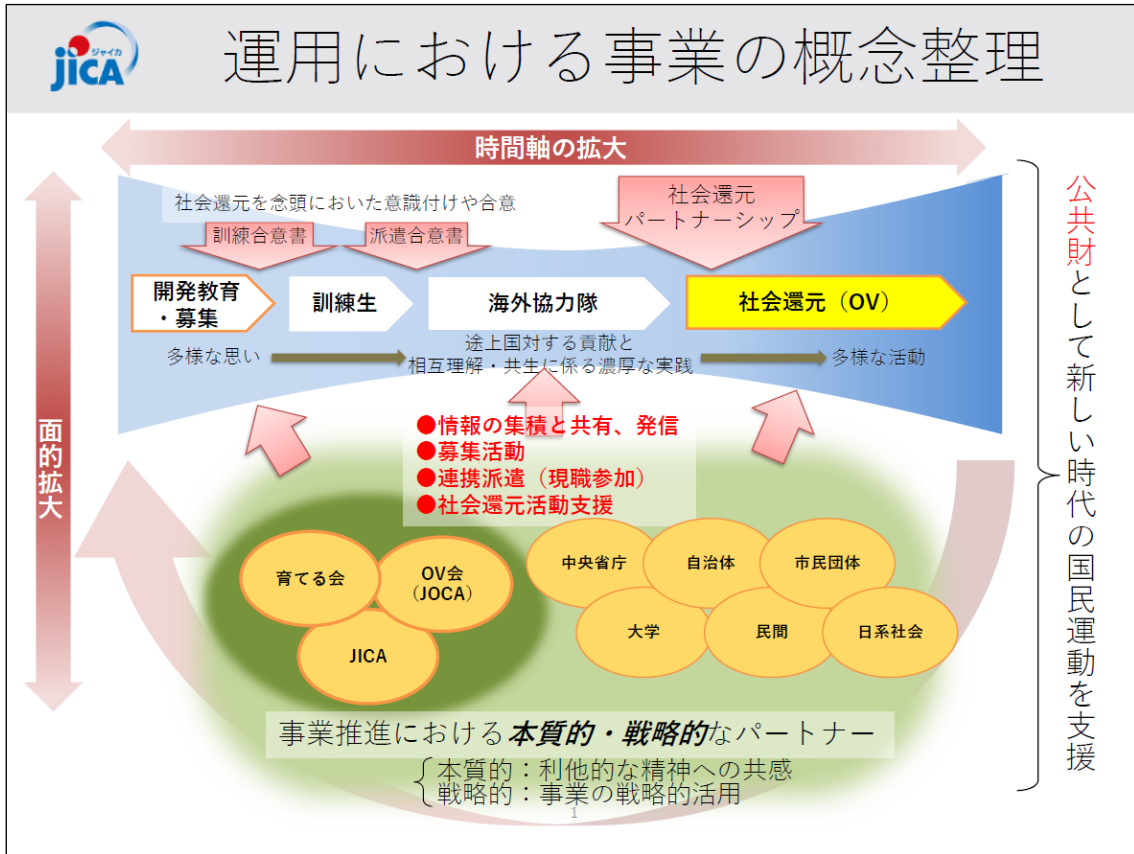 ジャイカ
JICA
運用における事業の概念整理
時間軸の拡大
社会還元を念頭においた意識付けや合意
訓練合意書
派遣合意書
社会還元
パートナーシップ
開発教育
・募集
訓練生
海外協力隊
社会還元（OV）
多様な思い
途上国対する貢献と
相互理解・共生に係る濃厚な実践
多様な活動
面的拡大
●情報の集積と共有、発信
●募集活動
●連携派遣（現職参加）
●社会還元活動支援
育てる会
OV会
（JOCA）
JICA
中央省庁
自治体
市民団体
大学
民間
日系社会
事業推進における本質的・戦略的なパートナー
本質的：利他的な精神への共感
戦略的：事業の戦略的活用
1
公共財として新しい時代の国民運動を支援